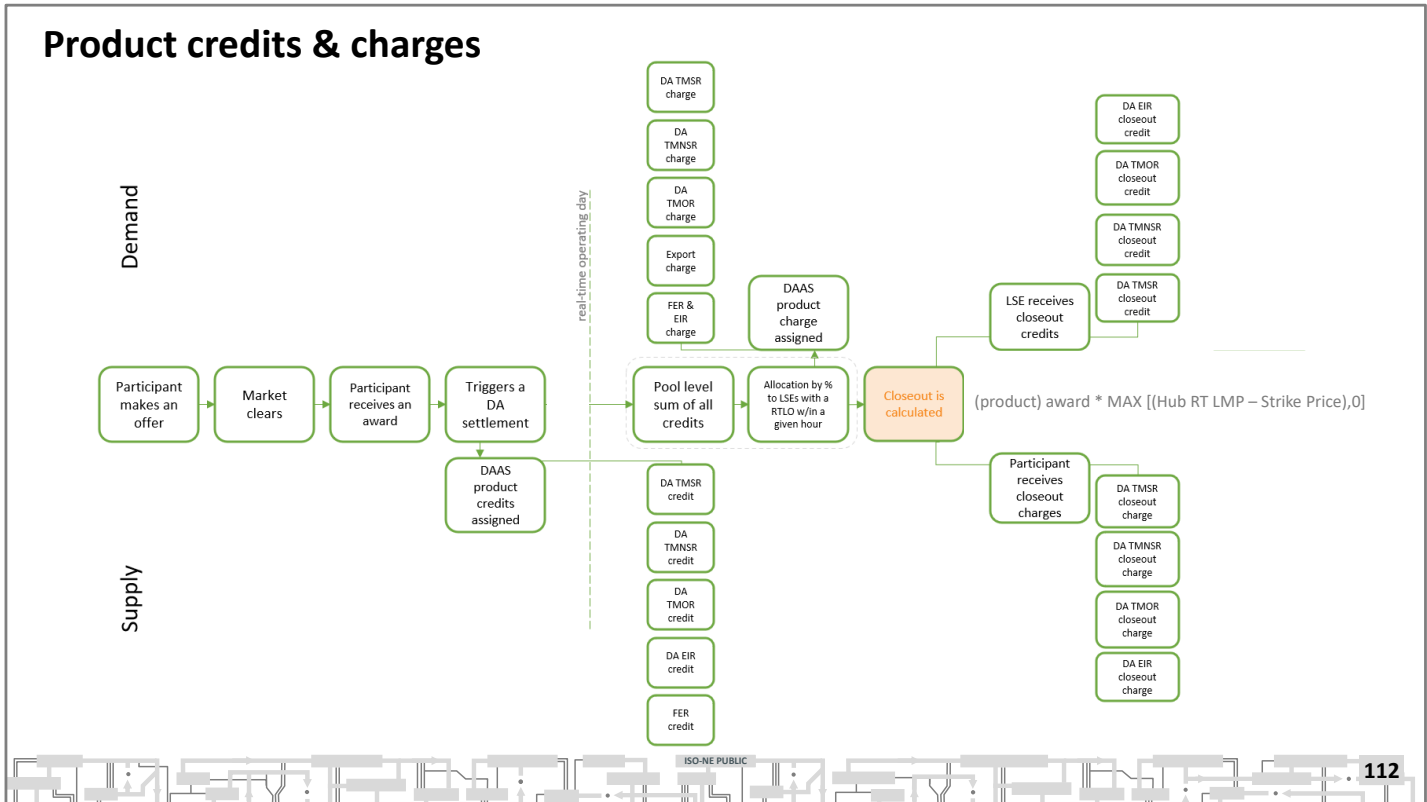 Product credits & charges
Demand
Supply
real-time operating day
DA TMSR
charge
DA
TMNSR
charge
DA
TMOR
charge
Export
charge
FER &
EIR
charge
DAAS
product
charge
assigned
LSE receives
closeout
credits
DA EIR
closeout
credit
DA TMOR
closeout
credit
DA TMNSR
closeout
credit
DA TMSR
closeout
credit
Participant
makes an
offer
Market
clears
Participant
receives an
award
Triggers a
DA
settlement
Pool level
sum of all
credits
Allocation by %
to LSEs with a
RTLO w/in a
given hour
Closeout is
calculated
(product) award * MAX [(Hub RT LMP – Strike Price),0]
DAAS
product
credits
assigned
DA TMSR
credit
DA
TMNSR
credit
DA
TMOR
credit
DA EIR
credit
FER
credit
Participant
receives
closeout
charges
DA TMSR
closeout
charge
DA TMNSR
closeout
charge
DA TMOR
closeout
charge
DA EIR
closeout
charge
ISO-NE PUBLIC
112